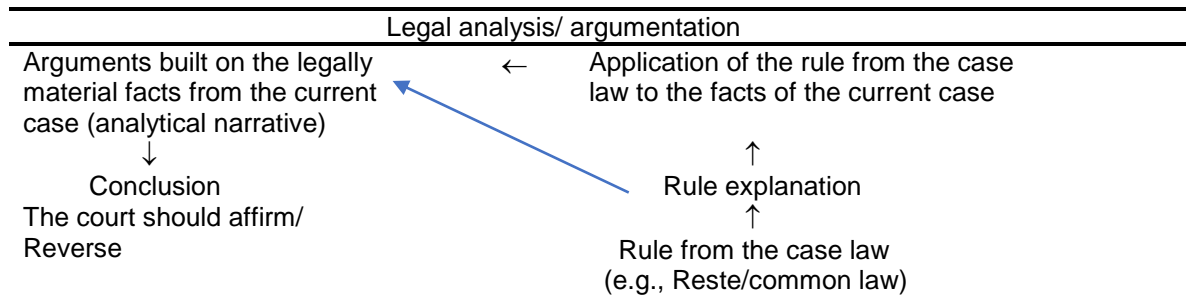 Legal analysis/ argumentation
Arguments built on the legally
material facts from the current
case (analytical narrative)
←
Application of the rule from the case
law to the facts of the current case
↓
Conclusion
The court should affirm/
Reverse
↑
Rule explanation
↑
Rule from the case law
(e.g., Reste/common law)